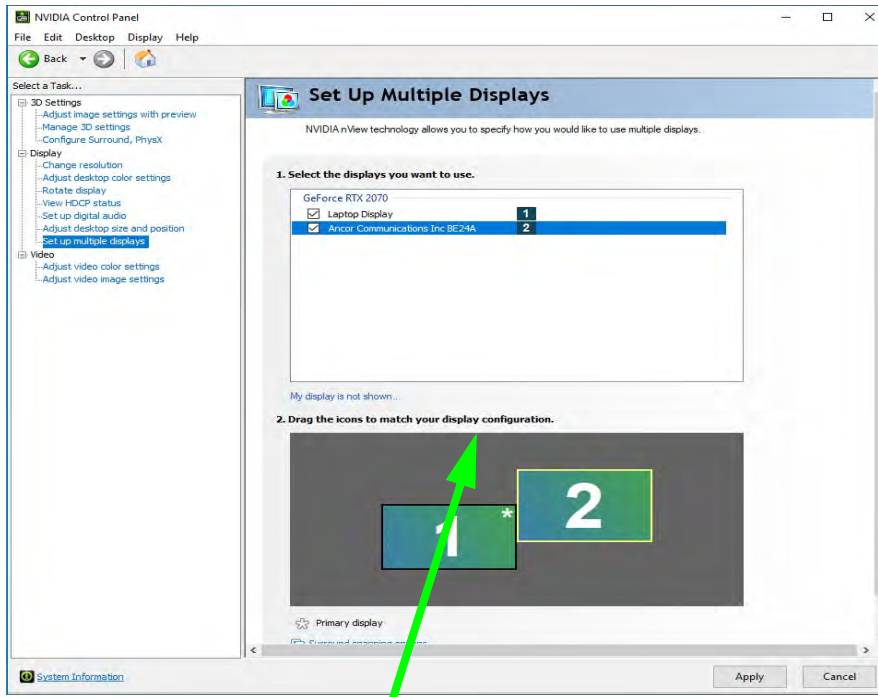 NVIDIA Control Panel
File Edit Desktop Display Help
Back
Select a Task...
3D Settings
Adjust image settings with preview
Manage 3D settings
Configure Surround, PhysX
Display
Change resolution
Adjust desktop color settings
Rotate display
View HDCP status
Set up digital audio
Adjust desktop size and position
Set up multiple displays
Video
Adjust video color settings
Adjust video image settings
System Information
Set Up Multiple Displays
NVIDIA nView technology allows you to specify how you would like to use multiple displays.
1. Select the displays you want to use.
GeForce RTX 2070
Laptop Display 1
Ancor Communications Inc BE24A 2
My display is not shown...
2. Drag the icons to match your display configuration.
1 * 2
Primary display
Surround spanning options
Apply Cancel